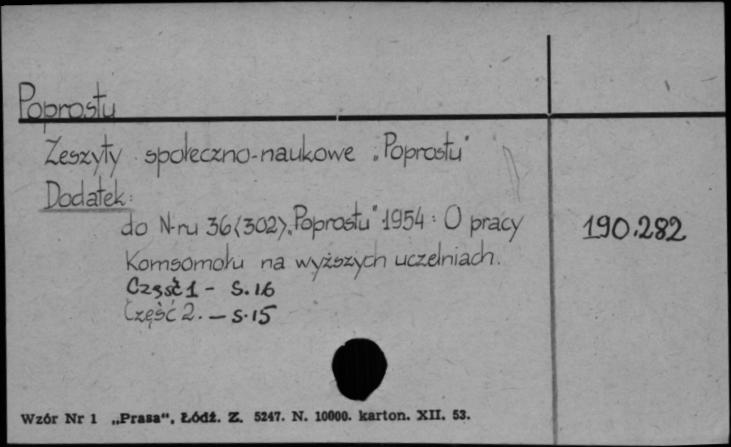 Poprostu
Zeszyty społeczno-naukowe „Poprostu"
Dodatek:
do N-ru 36(302) „Poprostu" 1954: O pracy
190.282
Komsomołu na wyższych uczelniach.
Część 1 - s. 16
Część 2. - s. 15
Wzór Nr 1 „Prasa“, Łódź. Z. 5247. N. 10000. karton. XII. 53.